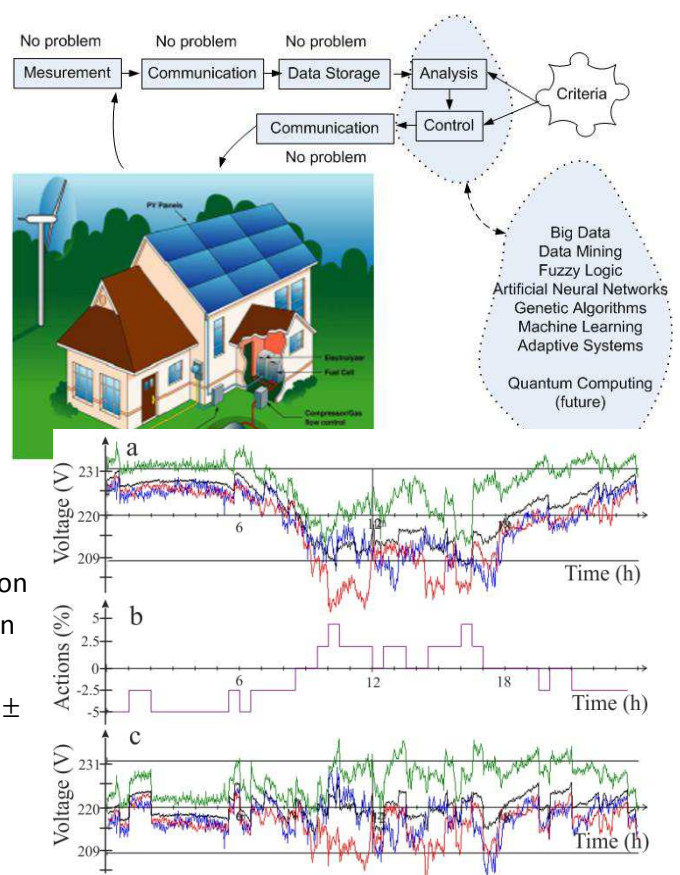 No problem
No problem
No problem
Mesurement
Communication
Data Storage
Analysis
Criteria
Communication
Control
No problem
PV Panels
Electrolyzer
Fuel Cell
Compressor/Gas
flow control
Big Data
Data Mining
Fuzzy Logic
Artificial Neural Networks
Genetic Algorithms
Machine Learning
Adaptive Systems
Quantum Computing
(future)
a
Voltage (V)
231
220
209
6
12
18
Time (h)
on
n
±
b
Actions (%)
5
2.5
0
-2.5
-5
6
12
18
Time (h)
c
Voltage (V)
231
220
209
6
12
18
Time (h)